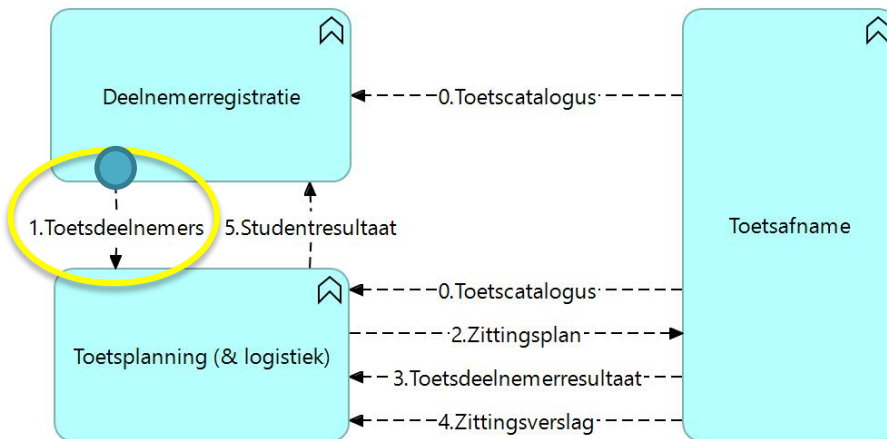 Deelnemerregistratie
0.Toetscatalogus
1.Toetsdeelnemers
5.Studentresultaat
Toetsafname
0.Toetscatalogus
2.Zittingsplan
Toetsplanning (& logistiek)
3.Toetsdeelnemerresultaat
4.Zittingsverslag